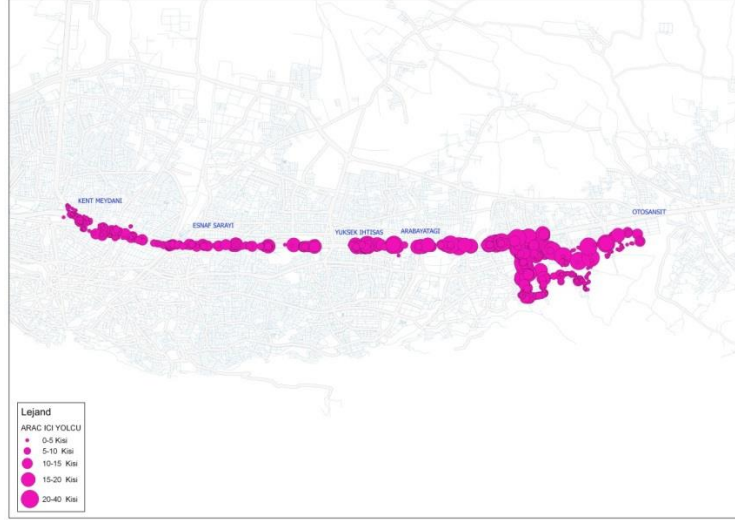 KENT MEYDANI
ESNAF SARAYI
YUKSEK IHTISAS
ARABAYATAGI
OTOSANSIT
Lejand
ARAC ICI YOLCU
0-5 Kisi
5-10 Kisi
10-15 Kisi
15-20 Kisi
20-40 Kisi